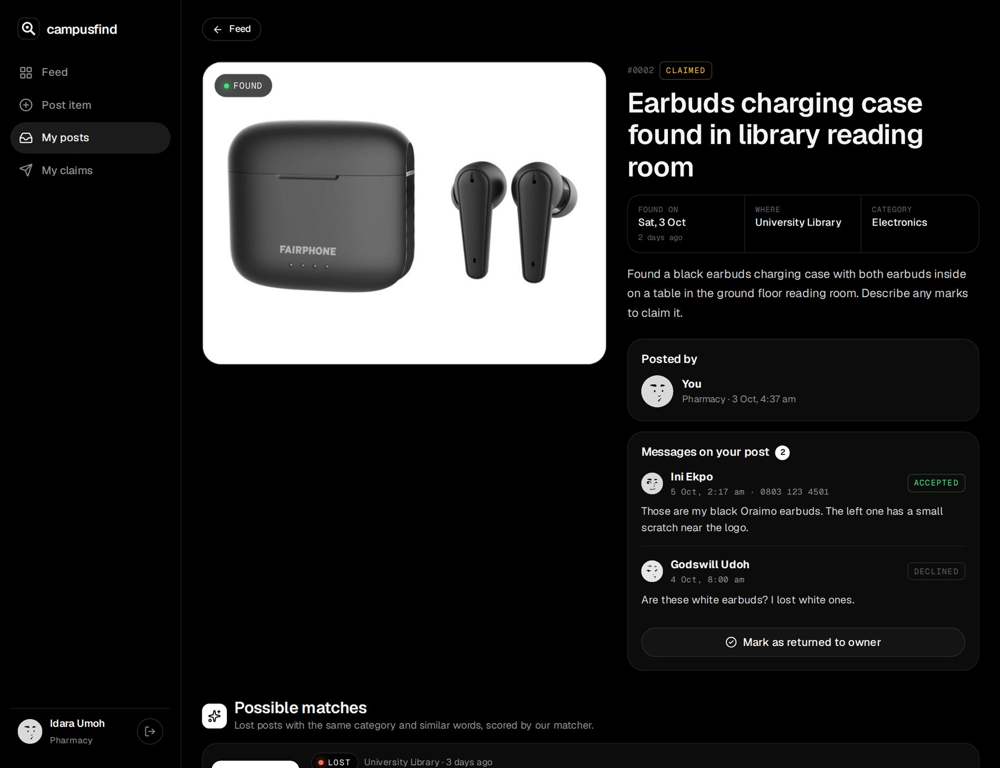 campusfind
Feed
Post item
My posts
My claims
Idara Umoh
Pharmacy
Feed
FOUND
FAIRPHONE
#0002 CLAIMED
Earbuds charging case
found in library reading
room
FOUND ON
Sat, 3 Oct
2 days ago
WHERE
University Library
CATEGORY
Electronics
Found a black earbuds charging case with both earbuds inside
on a table in the ground floor reading room. Describe any marks
to claim it.
Posted by
You
Pharmacy · 3 Oct, 4:37 am
Messages on your post 2
Ini Ekpo
5 Oct, 2:17 am · 0803 123 4501
ACCEPTED
Those are my black Oraimo earbuds. The left one has a small
scratch near the logo.
Godswill Udoh
4 Oct, 8:00 am
DECLINED
Are these white earbuds? I lost white ones.
Mark as returned to owner
Possible matches
Lost posts with the same category and similar words, scored by our matcher.
LOST University Library · 3 days ago